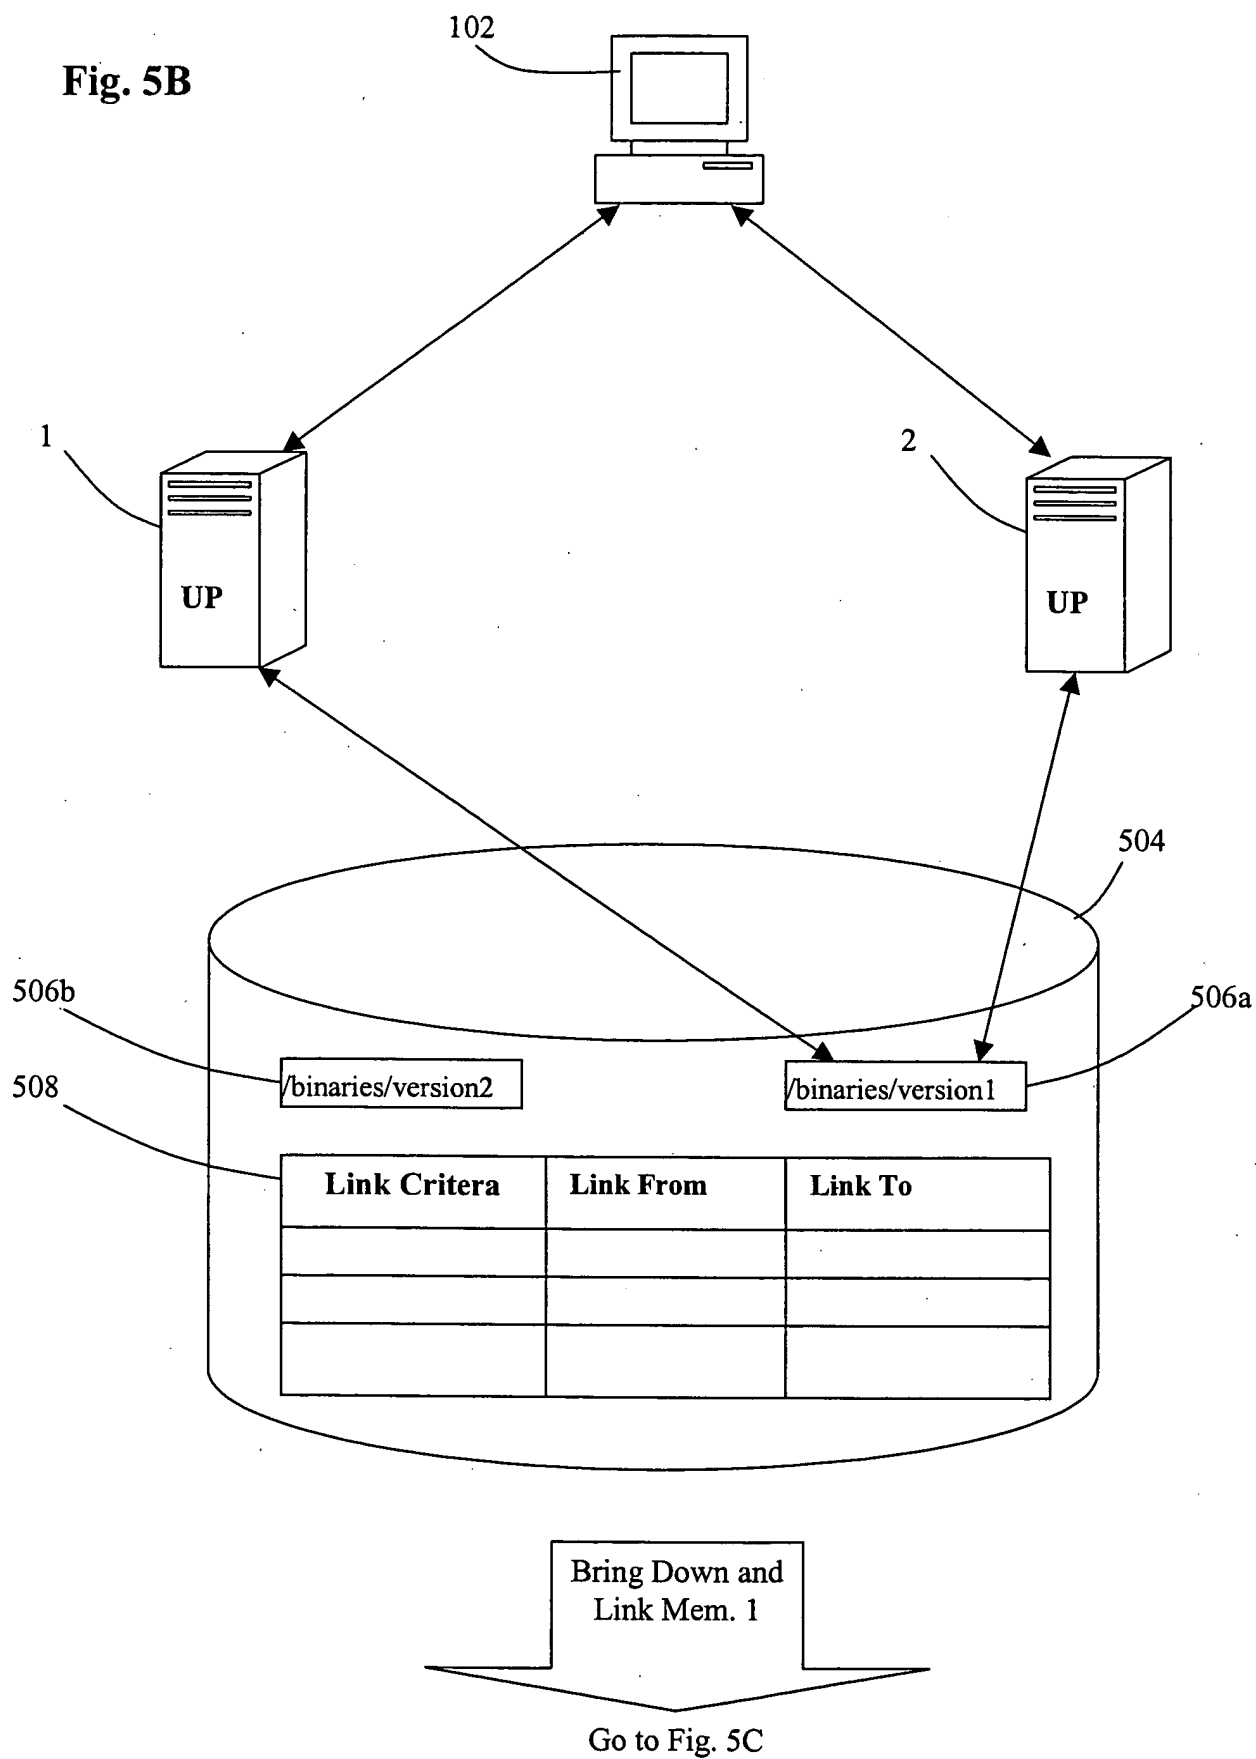 102
Fig. 5B
1
2
UP
UP
504
506b
506a
/binaries/version2
/binaries/version1
508
Link Critera
Link From
Link To
Bring Down and
Link Mem. 1
Go to Fig. 5C